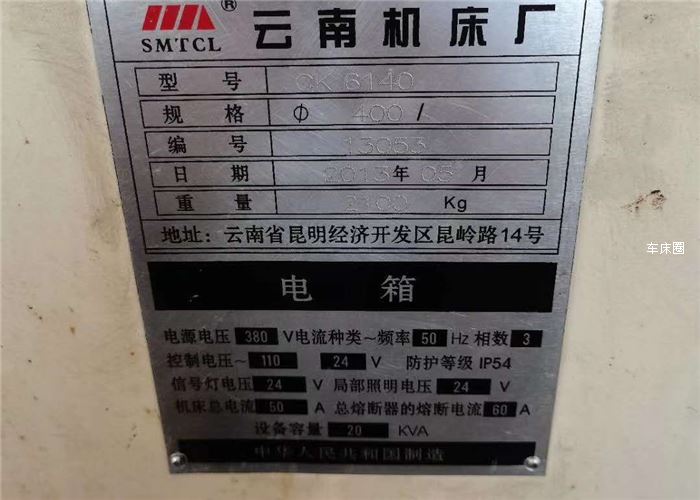 SMTCL ® 云南机床厂
型号 CK6140
规格 Φ 400/
编号 13053
日期 2013年05月
重量 2100 Kg
地址：云南省昆明经济开发区昆岭路14号
车床圈
电箱
电源电压 380 V 电流种类～频率 50 Hz 相数 3
控制电压～ 110 24 V 防护等级 IP54
信号灯电压 24 V 局部照明电压 24 V
机床总电流 50 A 总熔断器的熔断电流 60 A
设备容量 20 KVA
中华人民共和国制造